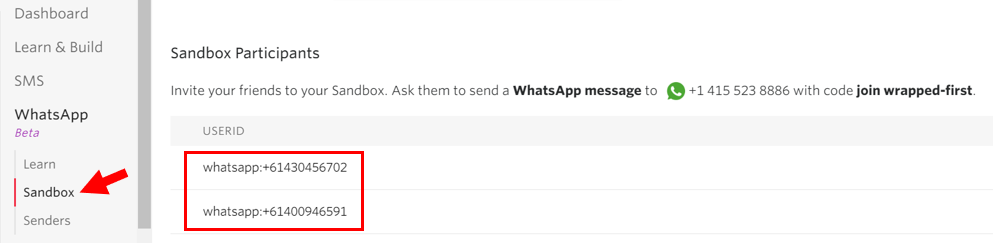 Dashboard
Learn & Build
SMS
WhatsApp
Beta
Learn
Sandbox
Senders
Sandbox Participants
Invite your friends to your Sandbox. Ask them to send a WhatsApp message to +1 415 523 8886 with code join wrapped-first.
USERID
whatsapp:+61430456702
whatsapp:+61400946591